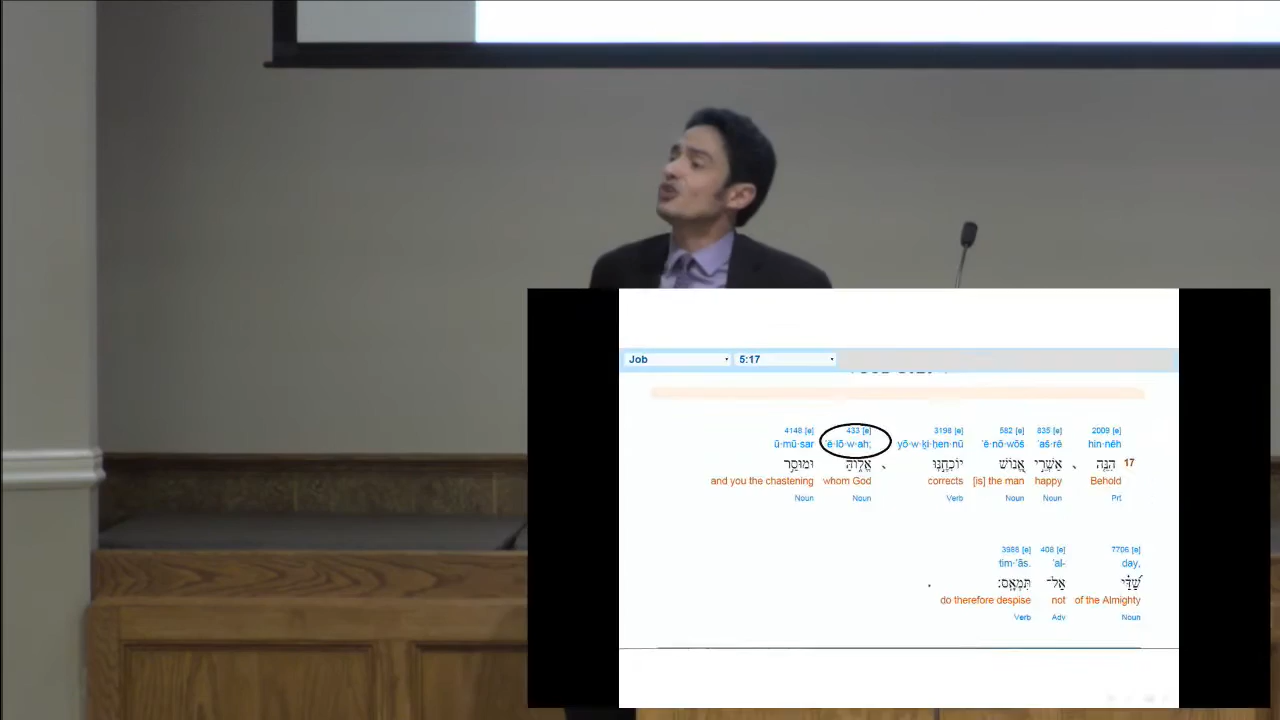 Job 5:17
4148 [e] 433 [e] 3198 [e] 582 [e] 835 [e] 2009 [e]
ū·mū·sar 'ĕ·lō·w·ah; yō·w·ḵi·ḥen·nū 'ĕ·nō·wōš 'aš·rê hin·nêh
17 הִנֵּ֤ה אַשְׁרֵ֣י אֱ֭נוֹשׁ יוֹכִחֶ֣נּוּ אֱל֑וֹהַּ וּמוּסַ֥ר
and you the chastening whom God corrects [is] the man happy Behold
Noun Noun Verb Noun Noun Prt
3988 [e] 408 [e] 7706 [e]
tim·'ās. 'al- day,
שַׁ֝דַּ֗י אַל־ תִּמְאָֽס׃
do therefore despise not of the Almighty
Verb Adv Noun